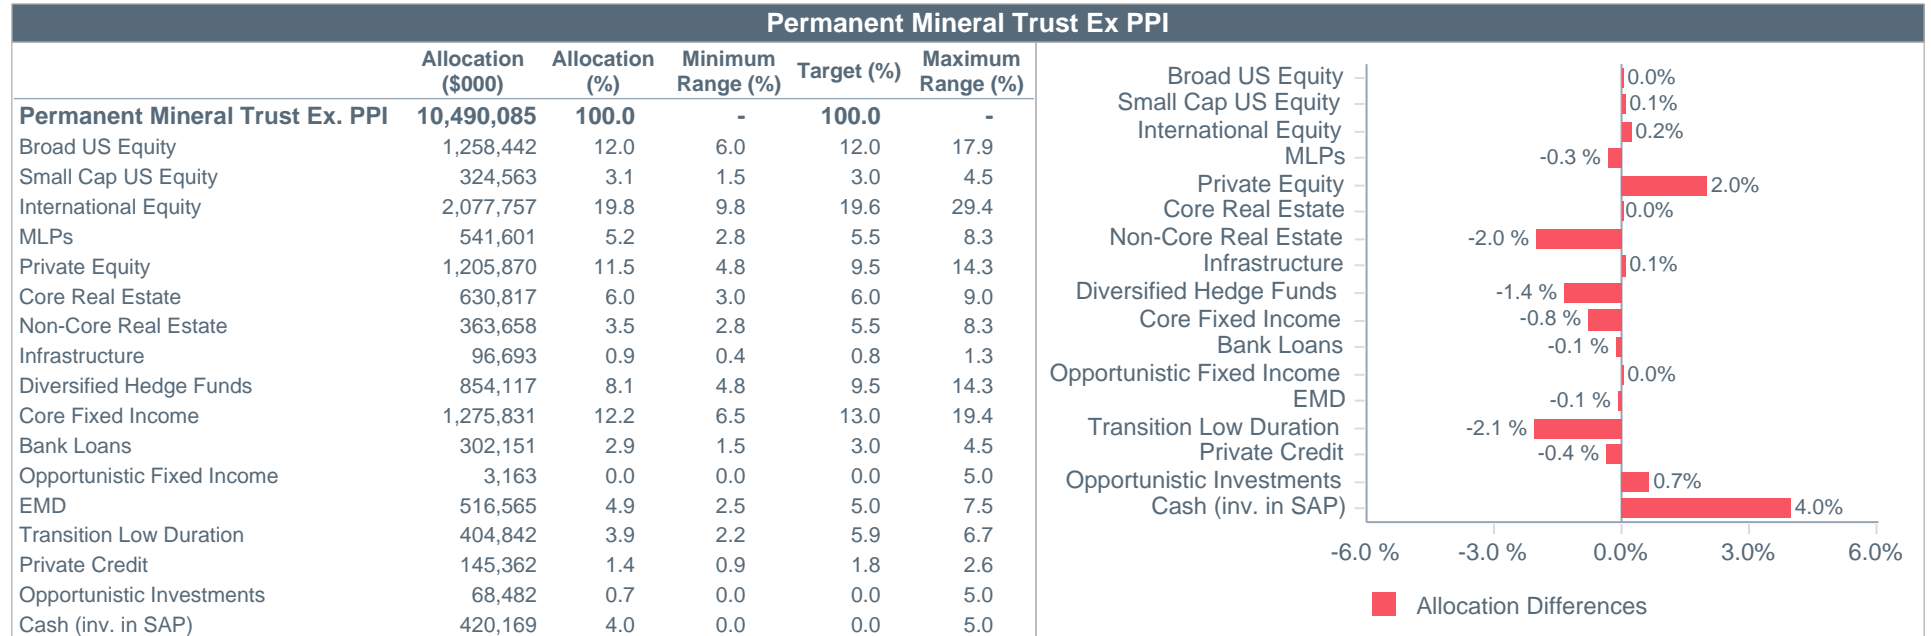 Permanent Mineral Trust Ex PPI
Allocation ($000) Allocation (%) Minimum Range (%) Target (%) Maximum Range (%)
Permanent Mineral Trust Ex. PPI 10,490,085 100.0 - 100.0 -
Broad US Equity 1,258,442 12.0 6.0 12.0 17.9
Small Cap US Equity 324,563 3.1 1.5 3.0 4.5
International Equity 2,077,757 19.8 9.8 19.6 29.4
MLPs 541,601 5.2 2.8 5.5 8.3
Private Equity 1,205,870 11.5 4.8 9.5 14.3
Core Real Estate 630,817 6.0 3.0 6.0 9.0
Non-Core Real Estate 363,658 3.5 2.8 5.5 8.3
Infrastructure 96,693 0.9 0.4 0.8 1.3
Diversified Hedge Funds 854,117 8.1 4.8 9.5 14.3
Core Fixed Income 1,275,831 12.2 6.5 13.0 19.4
Bank Loans 302,151 2.9 1.5 3.0 4.5
Opportunistic Fixed Income 3,163 0.0 0.0 0.0 5.0
EMD 516,565 4.9 2.5 5.0 7.5
Transition Low Duration 404,842 3.9 2.2 5.9 6.7
Private Credit 145,362 1.4 0.9 1.8 2.6
Opportunistic Investments 68,482 0.7 0.0 0.0 5.0
Cash (inv. in SAP) 420,169 4.0 0.0 0.0 5.0
Broad US Equity 0.0%
Small Cap US Equity 0.1%
International Equity 0.2%
MLPs -0.3 %
Private Equity 2.0%
Core Real Estate 0.0%
Non-Core Real Estate -2.0 %
Infrastructure 0.1%
Diversified Hedge Funds -1.4 %
Core Fixed Income -0.8 %
Bank Loans -0.1 %
Opportunistic Fixed Income 0.0%
EMD -0.1 %
Transition Low Duration -2.1 %
Private Credit -0.4 %
Opportunistic Investments 0.7%
Cash (inv. in SAP) 4.0%
-6.0 % -3.0 % 0.0% 3.0% 6.0%
Allocation Differences